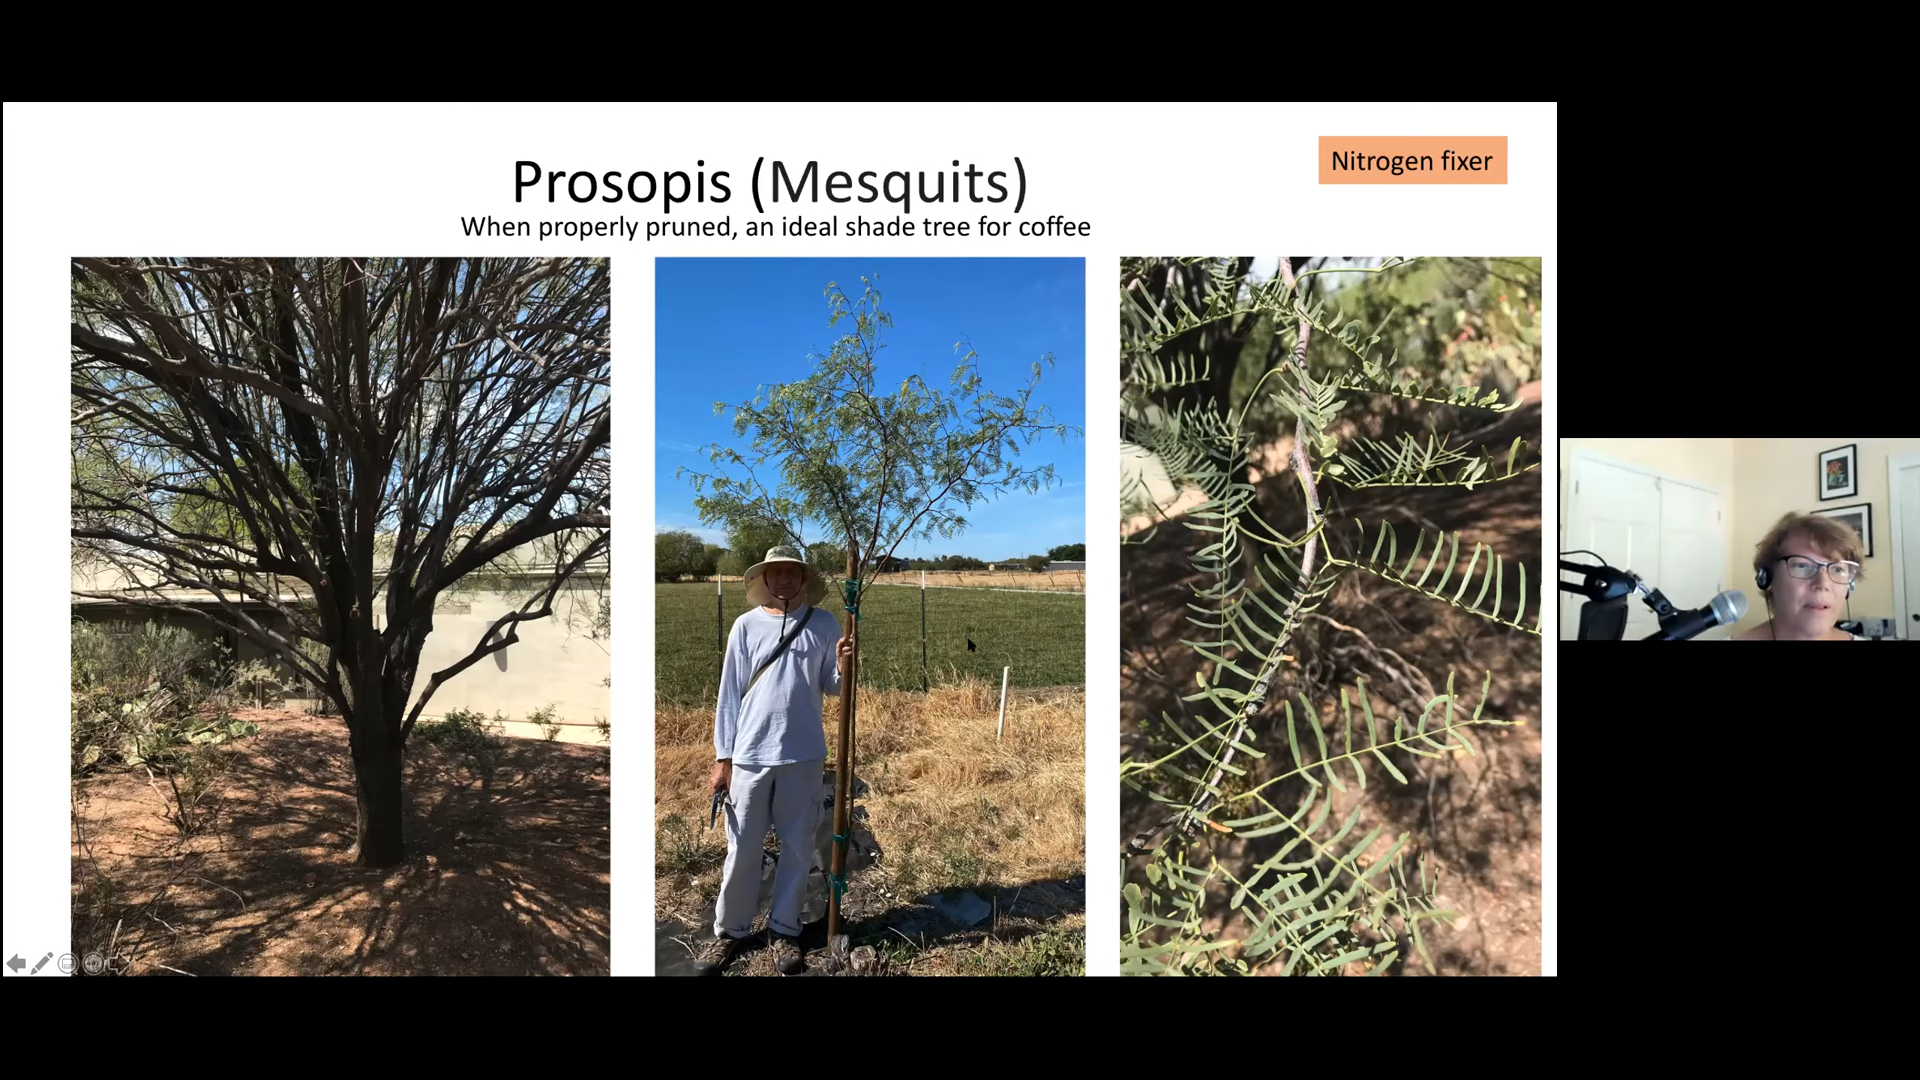 Prosopis (Mesquits)
Nitrogen fixer
When properly pruned, an ideal shade tree for coffee